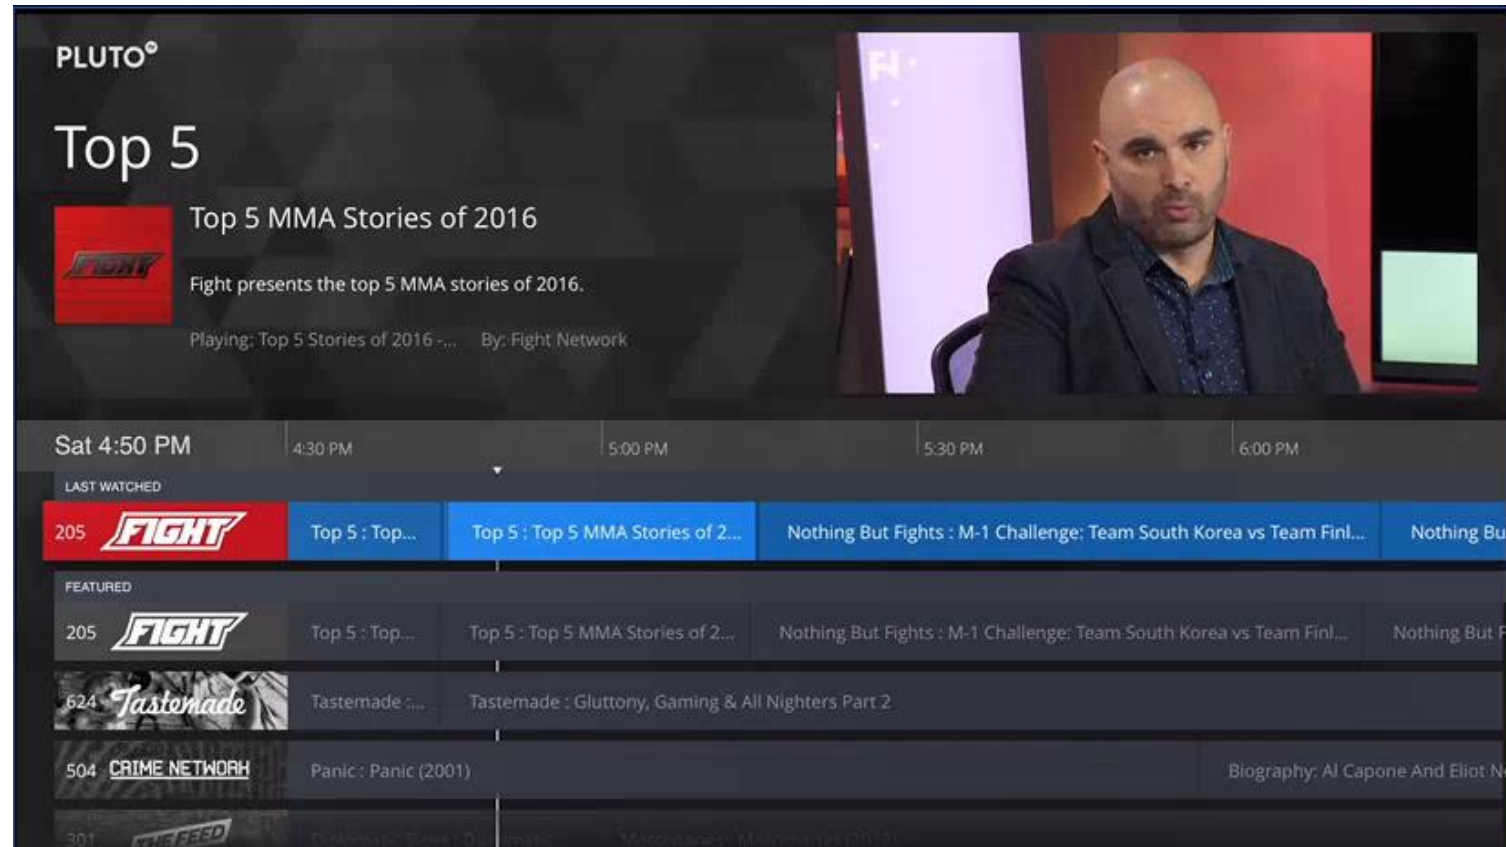 PLUTO tv
Top 5
FIGHT
Top 5 MMA Stories of 2016
Fight presents the top 5 MMA stories of 2016.
Playing: Top 5 Stories of 2016 -... By: Fight Network
Sat 4:50 PM 4:30 PM 5:00 PM 5:30 PM 6:00 PM
LAST WATCHED
205 FIGHT Top 5 : Top... Top 5 : Top 5 MMA Stories of 2... Nothing But Fights : M-1 Challenge: Team South Korea vs Team Finl... Nothing Bu
FEATURED
205 FIGHT Top 5 : Top... Top 5 : Top 5 MMA Stories of 2... Nothing But Fights : M-1 Challenge: Team South Korea vs Team Finl... Nothing But F
624 Tastemade Tastemade :... Tastemade : Gluttony, Gaming & All Nighters Part 2
504 CRIME NETWORK Panic : Panic (2001) Biography: Al Capone And Eliot N
301 THE FEED